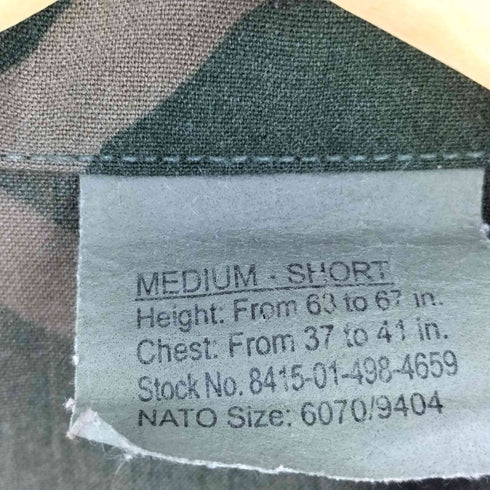 MEDIUM - SHORT
Height: From 63 to 67 in.
Chest: From 37 to 41 in.
Stock No. 8415-01-498-4659
NATO Size: 6070/9404